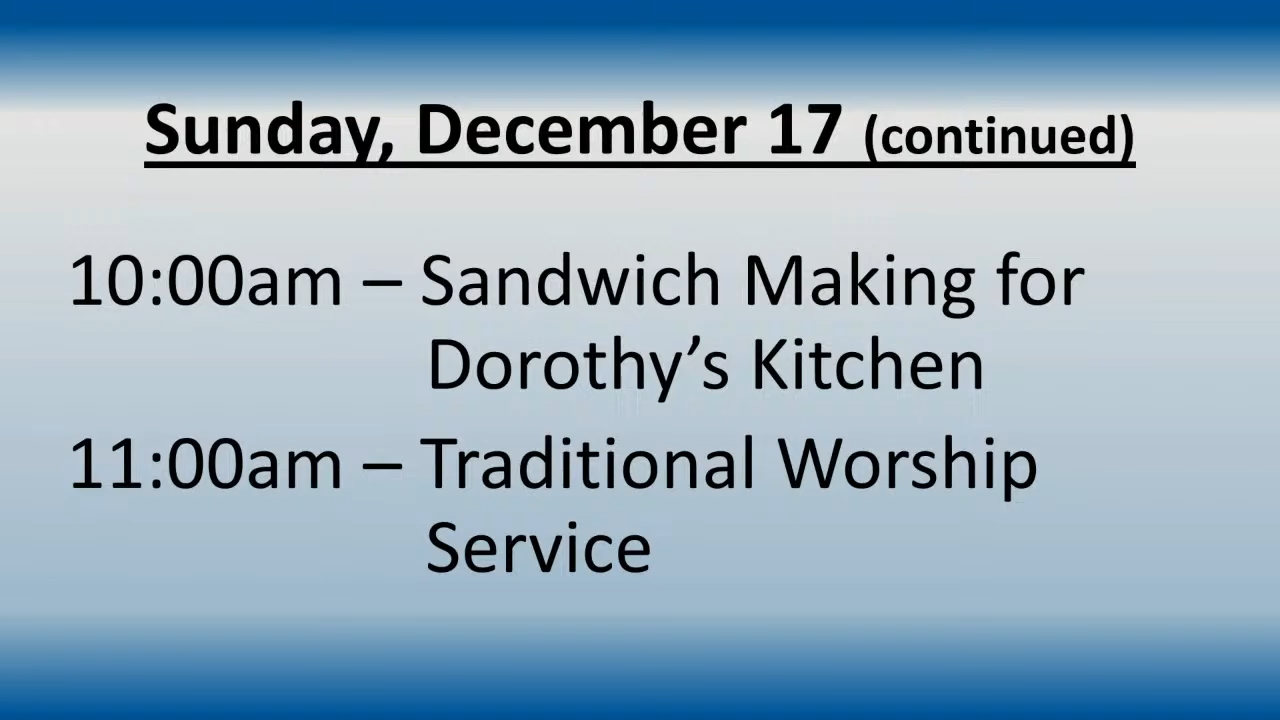 Sunday, December 17 (continued)
10:00am – Sandwich Making for
Dorothy’s Kitchen
11:00am – Traditional Worship
Service